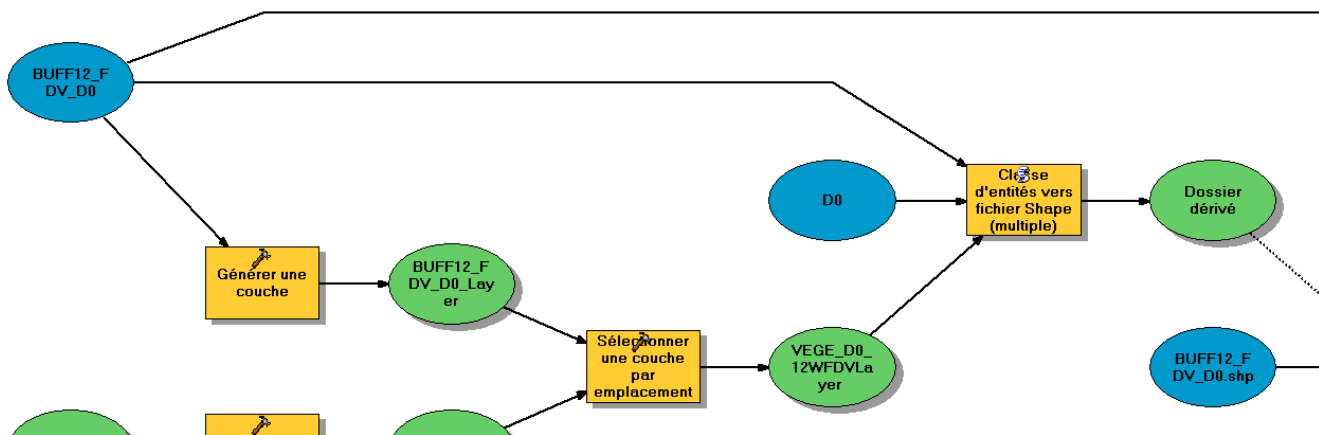 BUFF12_F
DV_D0
D0
Classe
d'entités vers
fichier Shape
(multiple)
Dossier
dérivé
Générer une
couche
BUFF12_F
DV_D0_Lay
er
Sélectionner
une couche
par
emplacement
VEGE_D0_
12WFDVLa
yer
BUFF12_F
DV_D0.shp